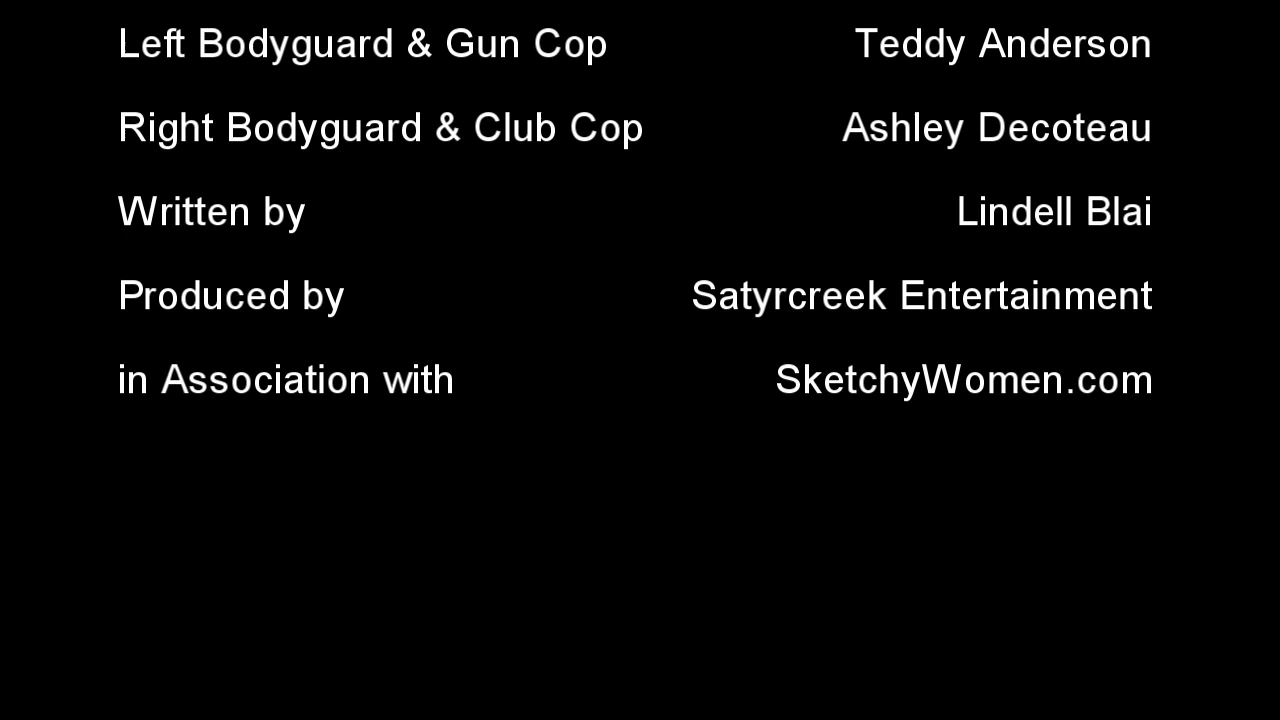 Left Bodyguard & Gun Cop Teddy Anderson
Right Bodyguard & Club Cop Ashley Decoteau
Written by Lindell Blai
Produced by Satyrcreek Entertainment
in Association with SketchyWomen.com